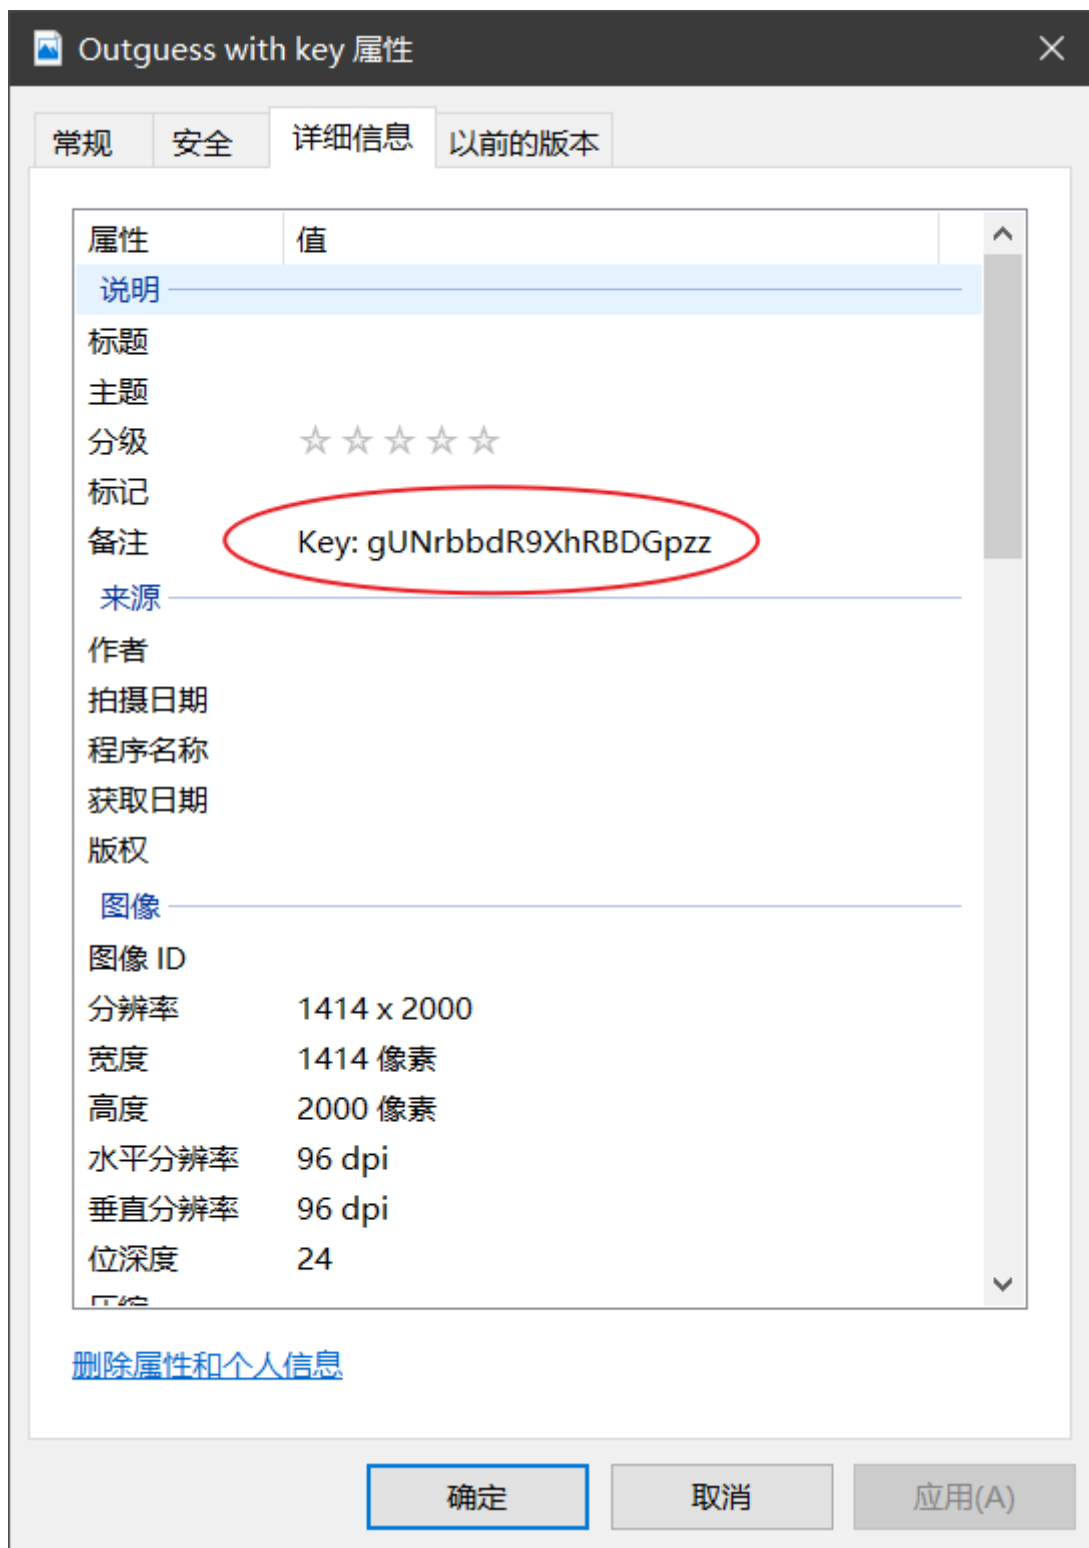 Outguess with key 属性
常规 安全 详细信息 以前的版本
属性 值
说明
标题
主题
分级
标记
备注 Key: gUNrbbdR9XhRBDGpzz
来源
作者
拍摄日期
程序名称
获取日期
版权
图像
图像 ID
分辨率 1414 x 2000
宽度 1414 像素
高度 2000 像素
水平分辨率 96 dpi
垂直分辨率 96 dpi
位深度 24
删除属性和个人信息
确定 取消 应用(A)